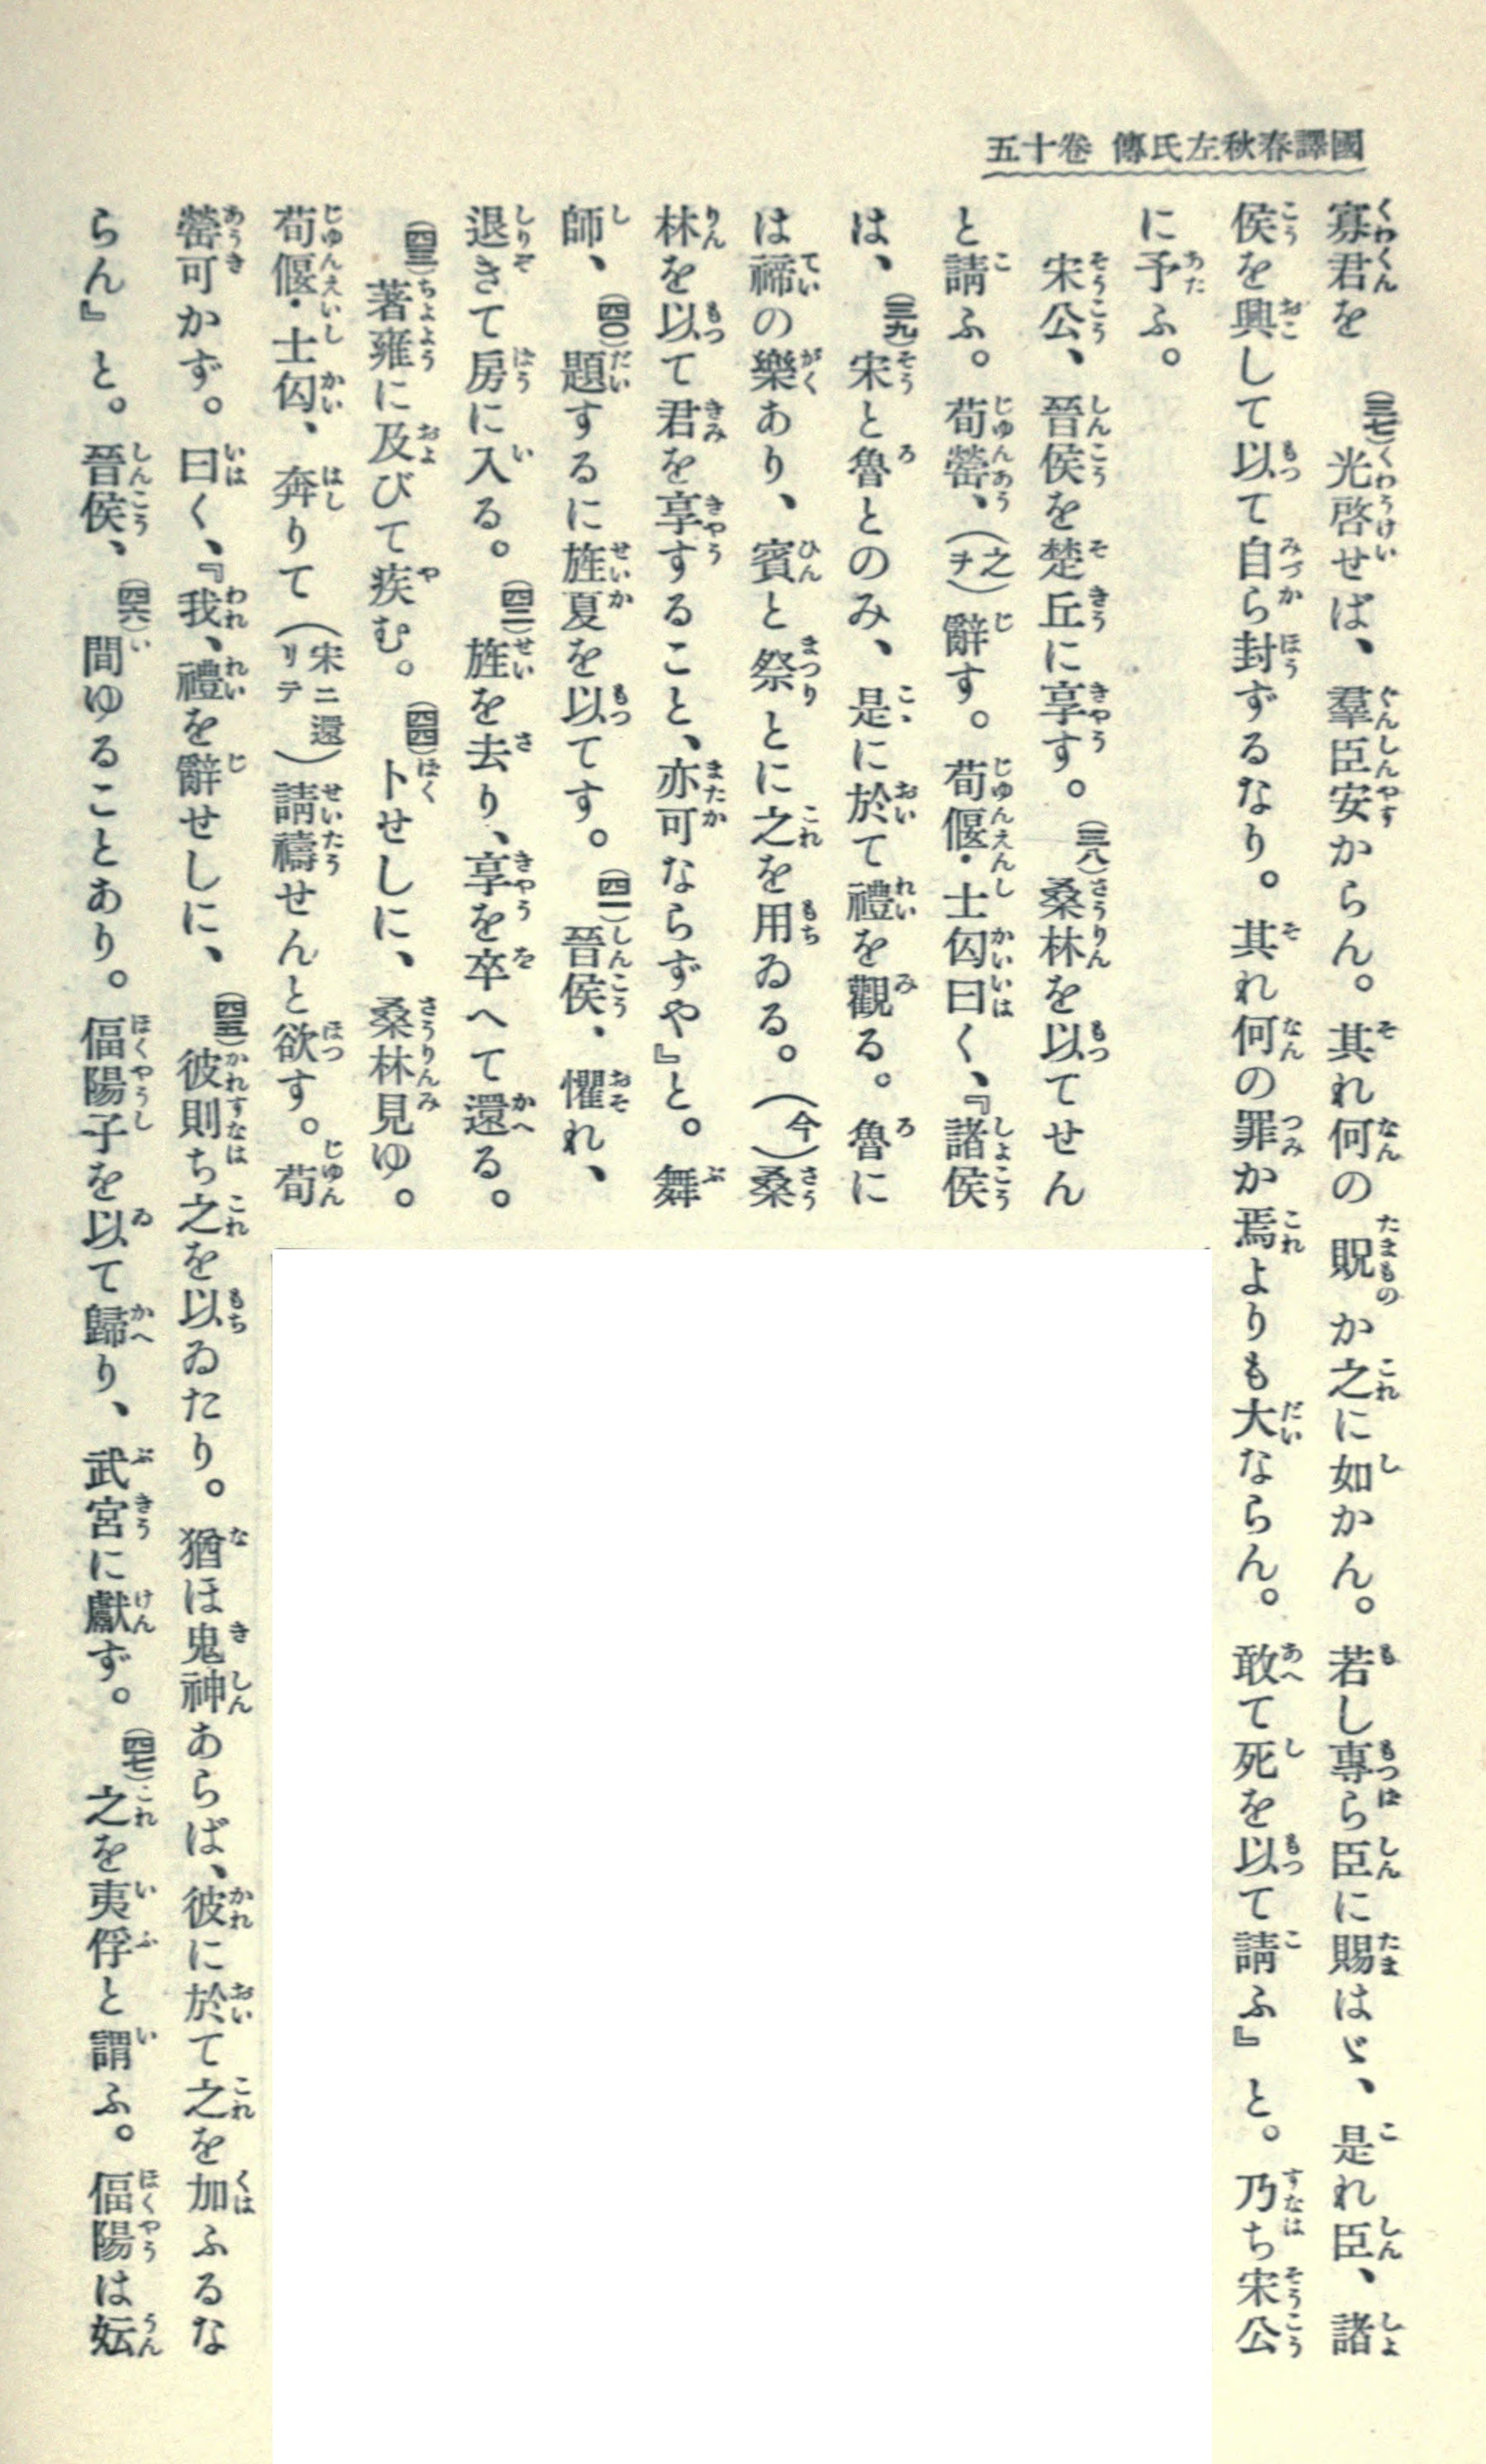 國譯春秋左氏傳 卷十五
寡君を(三七)光啓せば、羣臣安からん。其れ何の貺か之に如かん。若し專ら臣に賜はゞ、是れ臣、諸
侯を興して以て自ら封ずるなり。其れ何の罪か焉よりも大ならん。敢て死を以て請ふ』と。乃ち宋公
に予ふ。
宋公、晉侯を楚丘に享す。(三八)桑林を以てせん
と請ふ。荀罃、(之ヲ)辭す。荀偃・士匃曰く、『諸侯
は、(三九)宋と魯とのみ、是に於て禮を觀る。魯に
は禘の樂あり、賓と祭とに之を用ゐる。(今)桑
林を以て君を享すること、亦可ならずや』と。舞
師、(四〇)題するに旌夏を以てす。(四一)晉侯、懼れ、
退きて房に入る。(四二)旌を去り、享を卒へて還る。
(四三)著雍に及びて疾む。(四四)卜せしに、桑林見ゆ。
荀偃・士匃、奔りて(宋ニ還リテ)請禱せんと欲す。荀
罃可かず。曰く、『我、禮を辭せしに、(四五)彼則ち之を以ゐたり。猶ほ鬼神あらば、彼に於て之を加ふるな
らん』と。晉侯、(四六)間ゆることあり。偪陽子を以て歸り、武宮に獻ず。(四七)之を夷俘と謂ふ。偪陽は妘